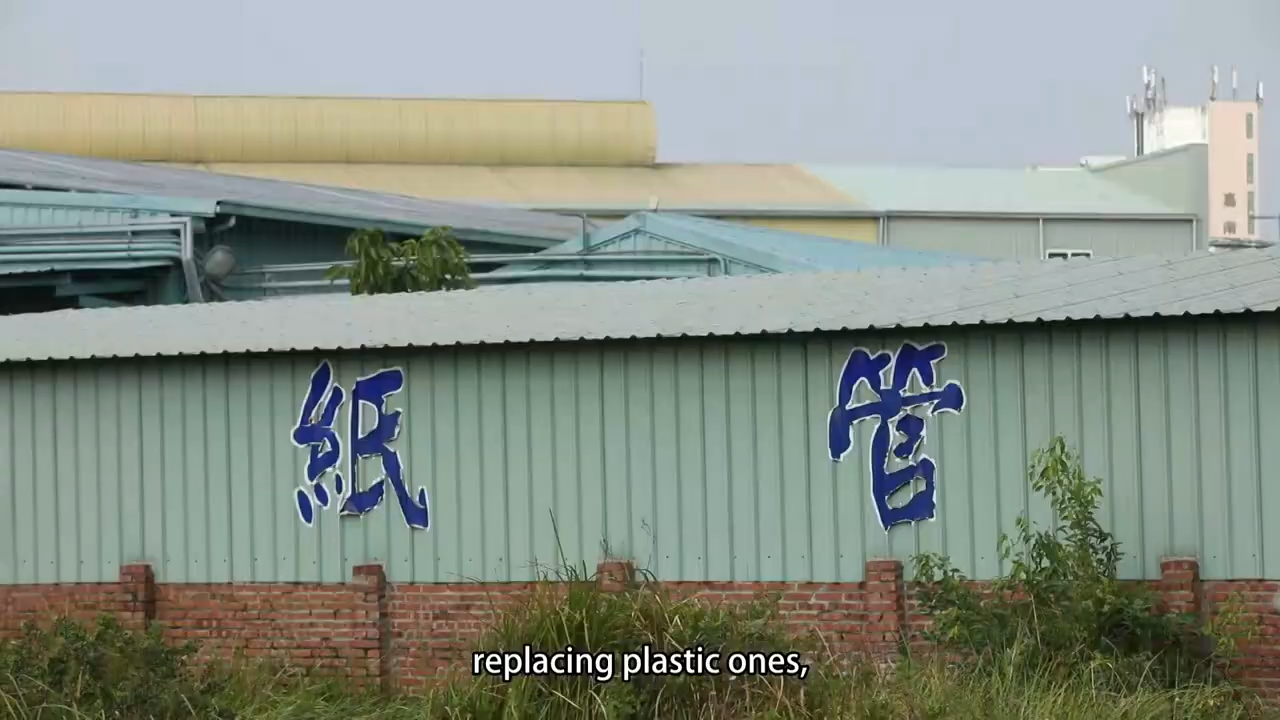 紙管
replacing plastic ones,